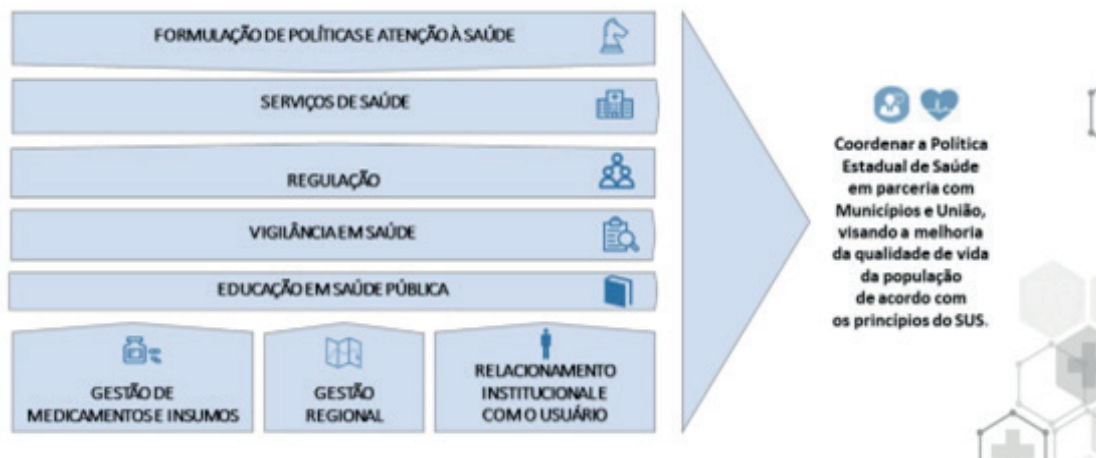 FORMULAÇÃO DE POLÍTICAS E ATENÇÃO À SAÚDE
SERVIÇOS DE SAÚDE
REGULAÇÃO
VIGILÂNCIA EM SAÚDE
EDUCAÇÃO EM SAÚDE PÚBLICA
GESTÃO DE
MEDICAMENTOS E INSUMOS
GESTÃO
REGIONAL
RELACIONAMENTO
INSTITUCIONAL E
COM O USUÁRIO
Coordenar a Política
Estadual de Saúde
em parceria com
Municípios e União,
visando a melhoria
da qualidade de vida
da população
de acordo com
os princípios do SUS.